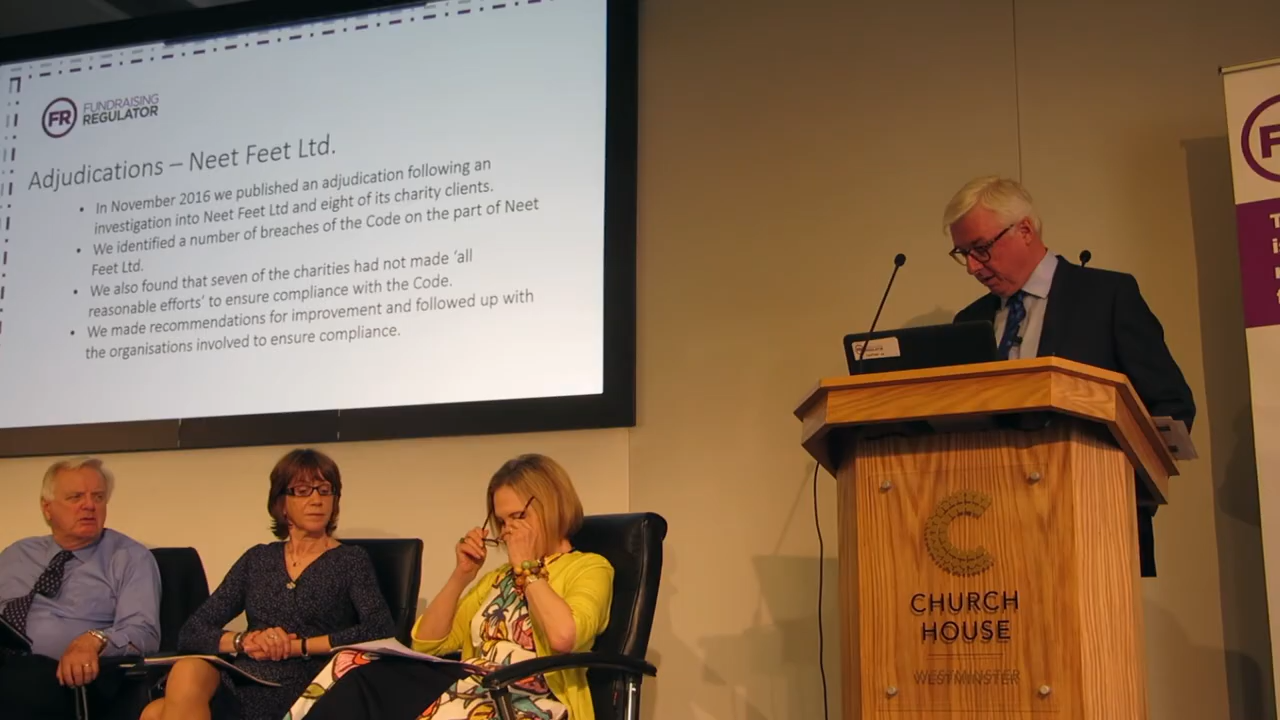 FR FUNDRAISING
REGULATOR
Adjudications – Neet Feet Ltd.
• In November 2016 we published an adjudication following an
investigation into Neet Feet Ltd and eight of its charity clients.
• We identified a number of breaches of the Code on the part of Neet
Feet Ltd.
• We also found that seven of the charities had not made ‘all
reasonable efforts’ to ensure compliance with the Code.
• We made recommendations for improvement and followed up with
the organisations involved to ensure compliance.
FR
C
CHURCH
HOUSE
WESTMINSTER
F